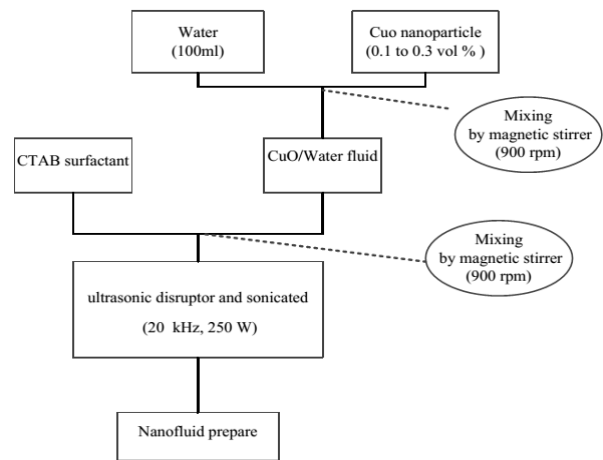 Water
(100ml)
Cuo nanoparticle
(0.1 to 0.3 vol % )
Mixing
by magnetic stirrer
(900 rpm)
CTAB surfactant
CuO/Water fluid
Mixing
by magnetic stirrer
(900 rpm)
ultrasonic disruptor and sonicated
(20 kHz, 250 W)
Nanofluid prepare